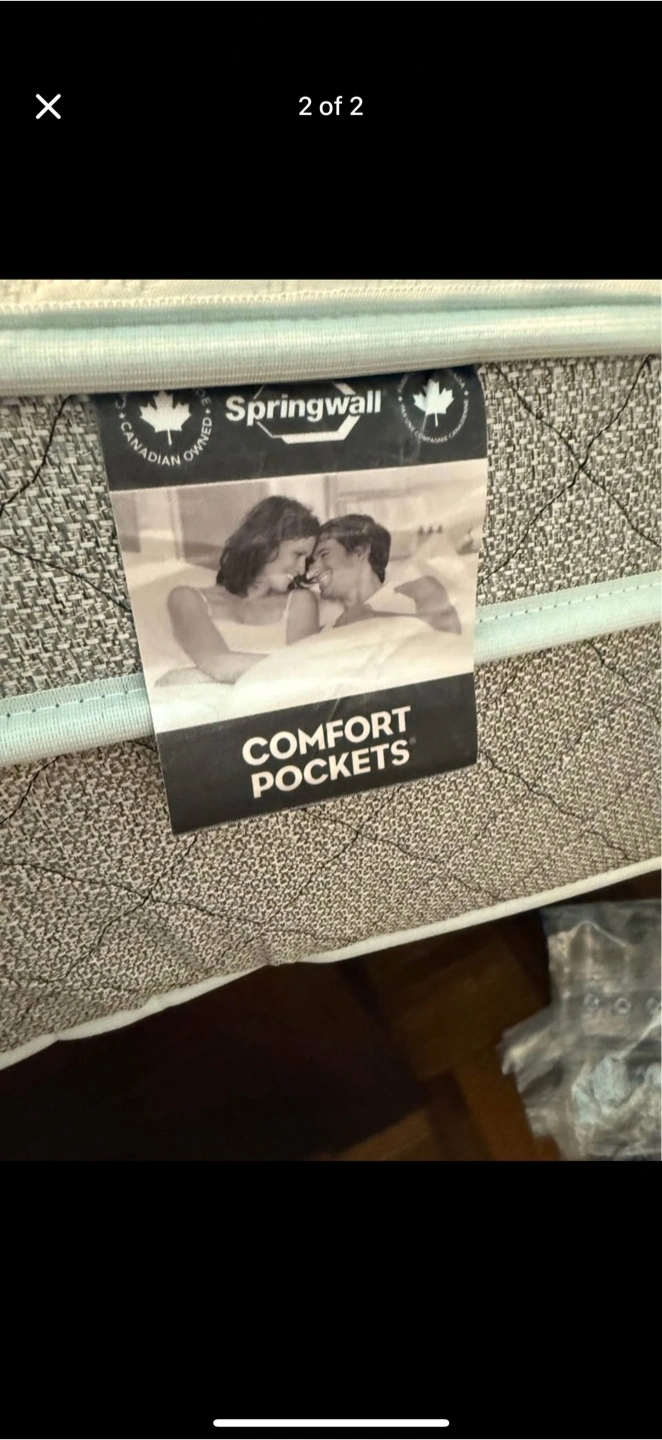 2 of 2
CANADIAN OWNED
Springwall
COMFORT
POCKETS